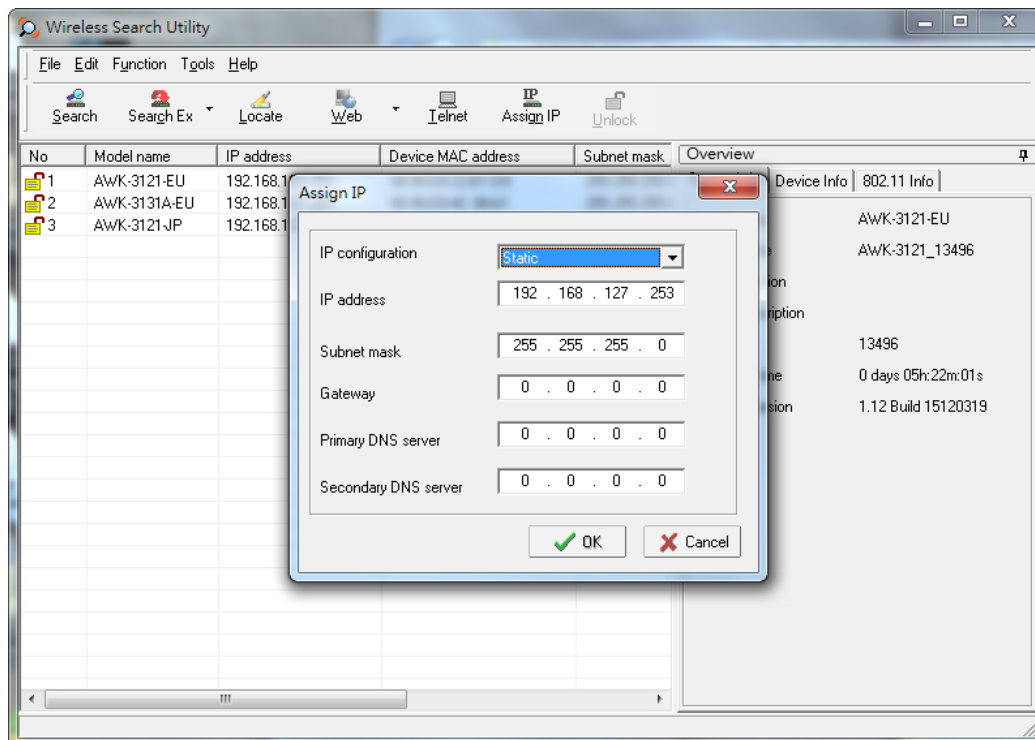 Wireless Search Utility
File Edit Function Tools Help
Search Search Ex Locate Web Telnet Assign IP Unlock
No Model name IP address Device MAC address Subnet mask
1 AWK-3121-EU 192.168.1
2 AWK-3131A-EU 192.168.1
3 AWK-3121-JP 192.168.1
Overview
Device Info 802.11 Info
AWK-3121-EU
AWK-3121_13496
13496
0 days 05h:22m:01s
1.12 Build 15120319
Assign IP
IP configuration Static
IP address 192 . 168 . 127 . 253
Subnet mask 255 . 255 . 255 . 0
Gateway 0 . 0 . 0 . 0
Primary DNS server 0 . 0 . 0 . 0
Secondary DNS server 0 . 0 . 0 . 0
OK Cancel